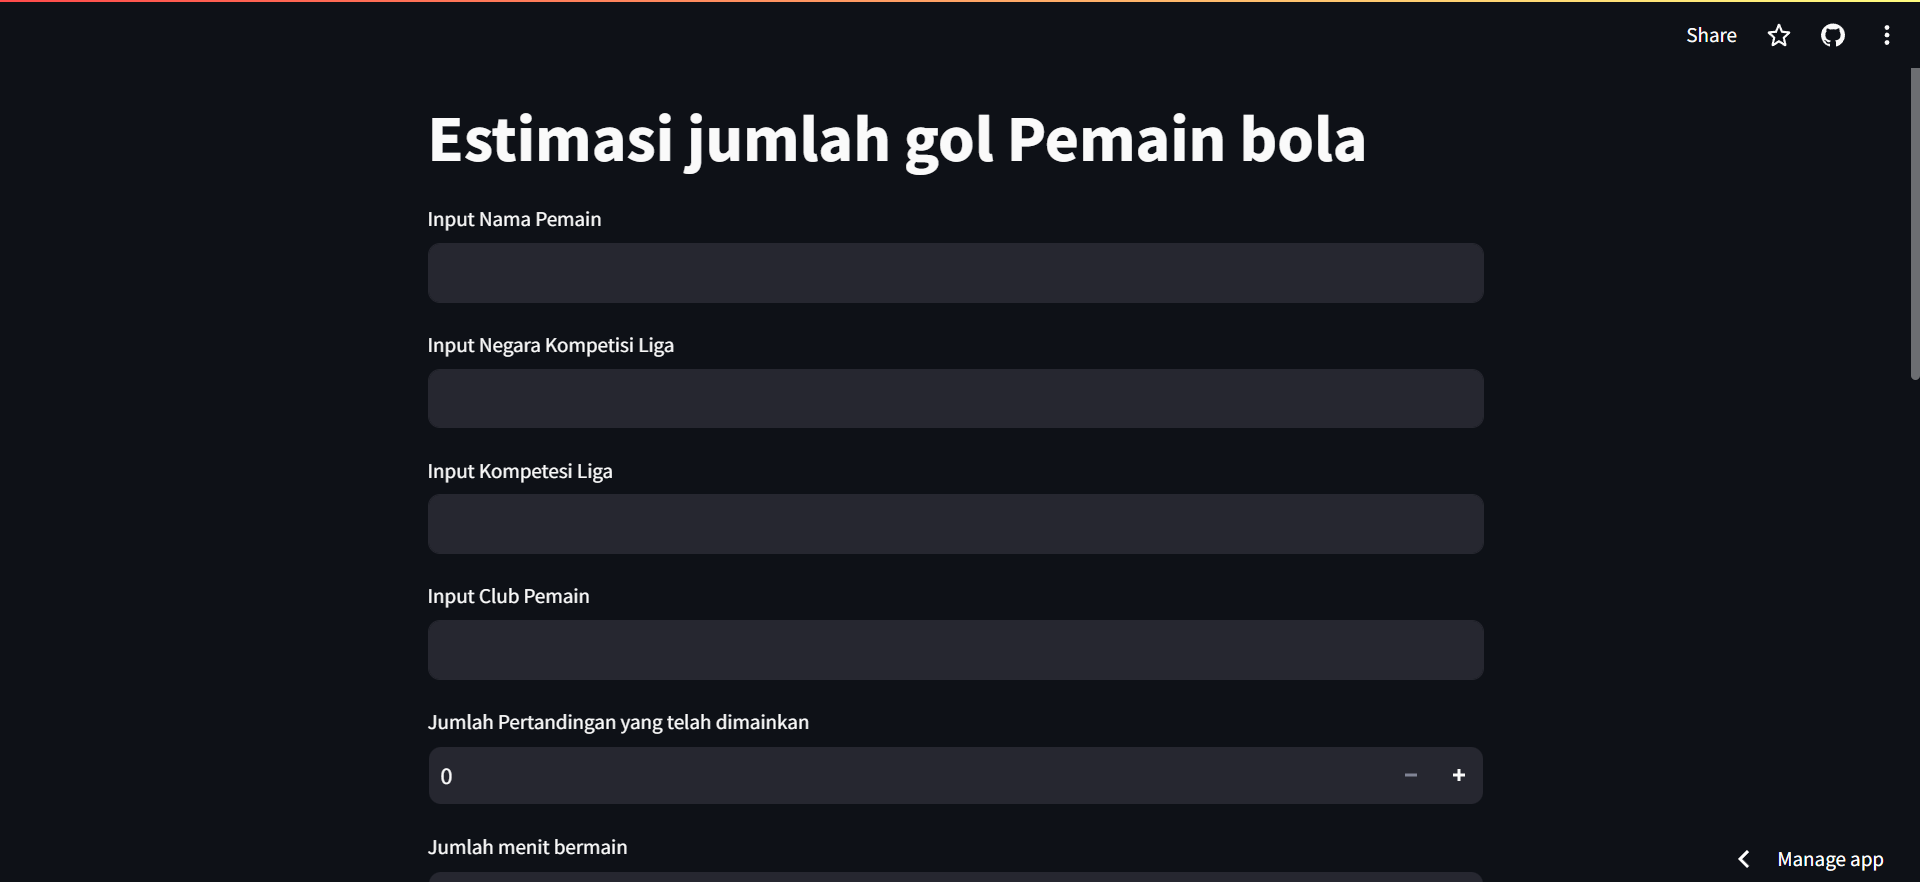 Share
Estimasi jumlah gol Pemain bola
Input Nama Pemain
Input Negara Kompetisi Liga
Input Kompetesi Liga
Input Club Pemain
Jumlah Pertandingan yang telah dimainkan
0
Jumlah menit bermain
Manage app